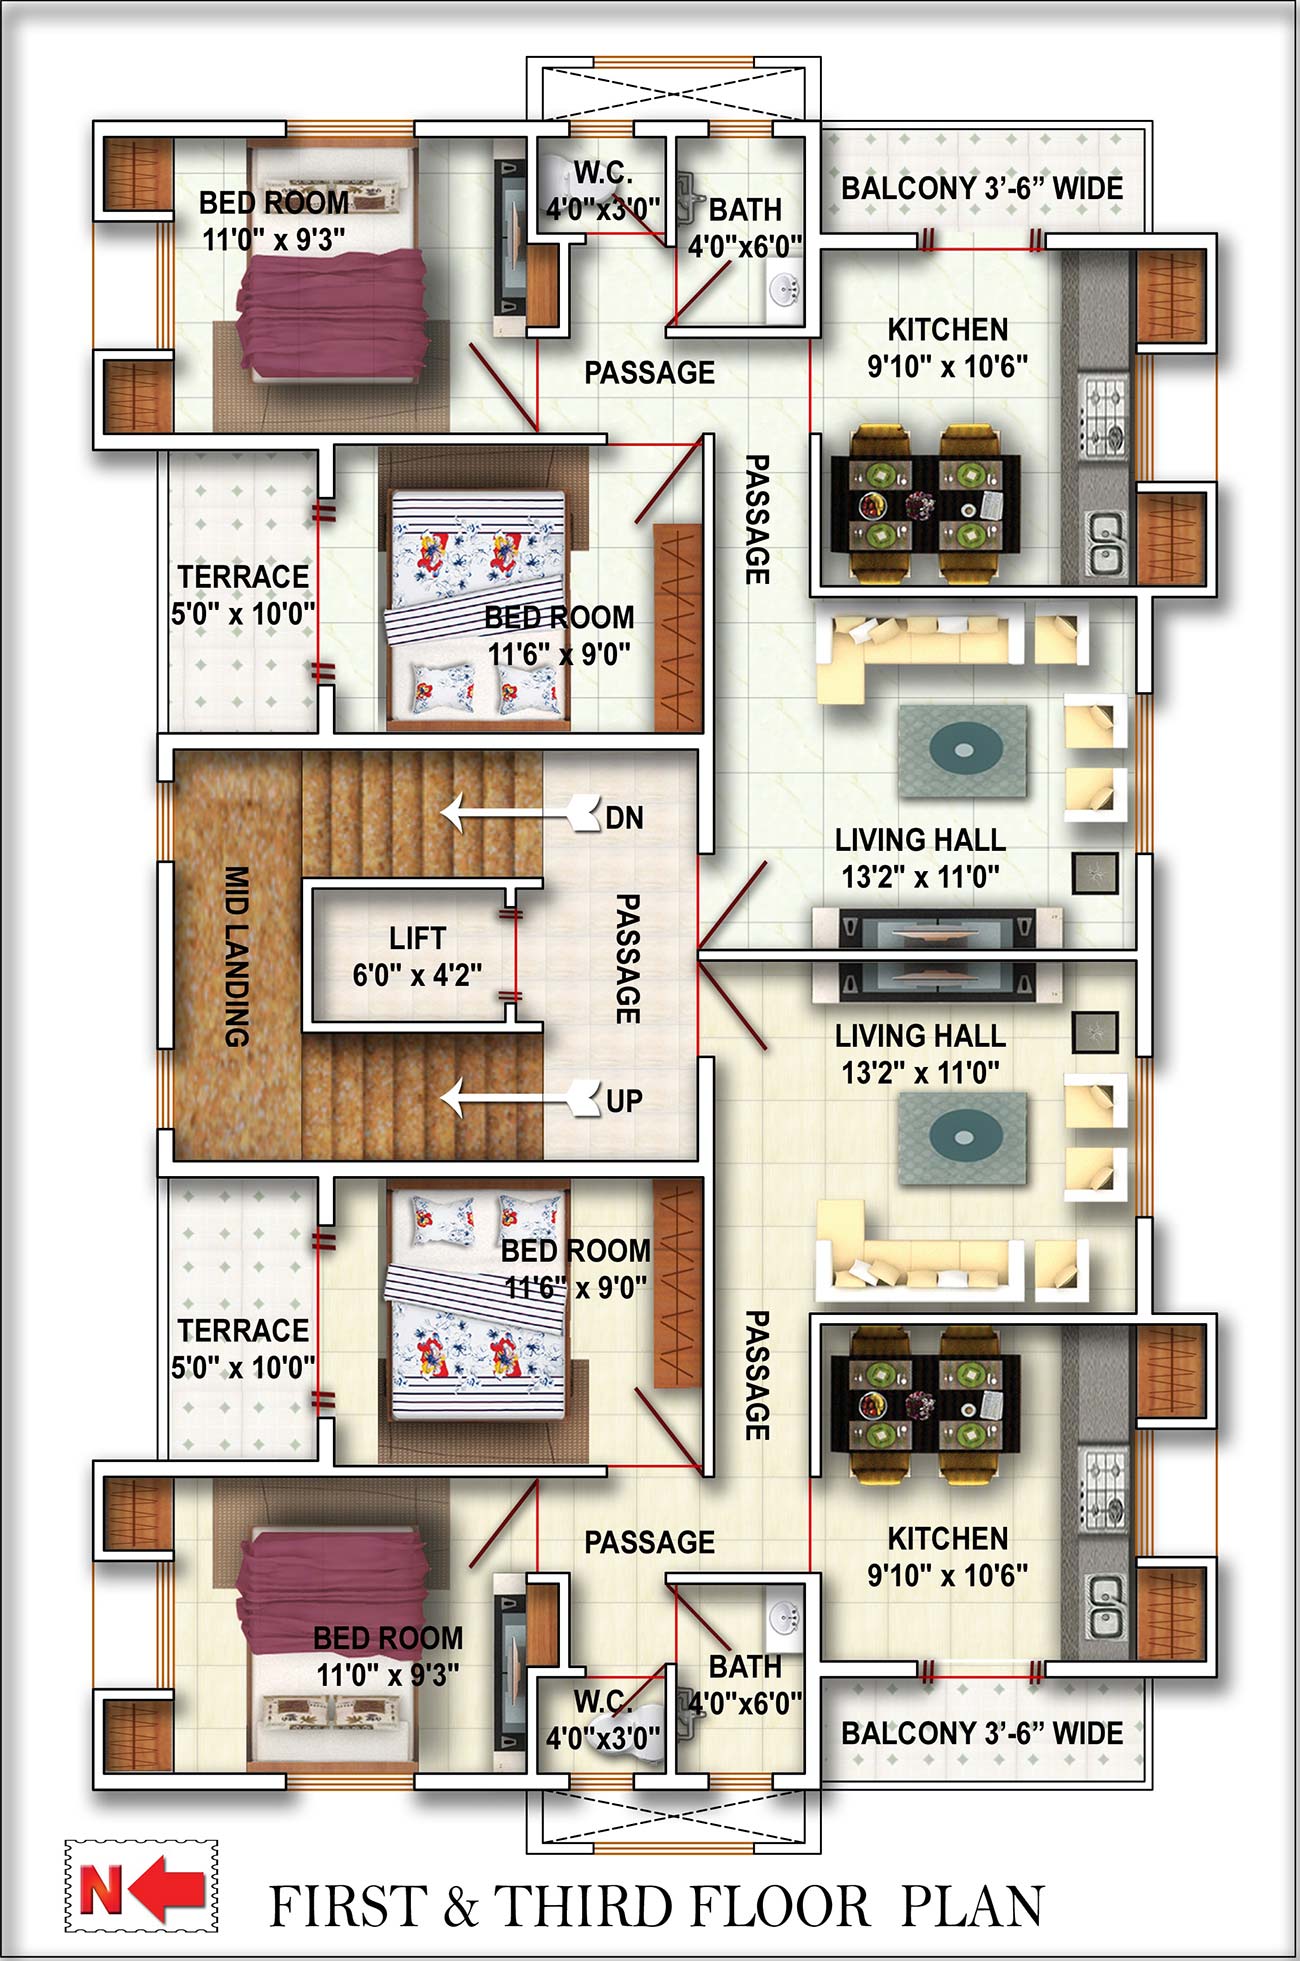 W.C.
4'0"x3'0"
BATH
4'0"x6'0"
BALCONY 3'-6” WIDE
BED ROOM
11'0" x 9'3"
KITCHEN
9'10" x 10'6"
PASSAGE
PASSAGE
TERRACE
5'0" x 10'0"
BED ROOM
11'6" x 9'0"
DN
LIVING HALL
13'2" x 11'0"
MID LANDING
LIFT
6'0" x 4'2"
PASSAGE
LIVING HALL
13'2" x 11'0"
UP
BED ROOM
11'6" x 9'0"
TERRACE
5'0" x 10'0"
PASSAGE
PASSAGE
KITCHEN
9'10" x 10'6"
BED ROOM
11'0" x 9'3"
BATH
4'0"x6'0"
W.C.
4'0"x3'0"
BALCONY 3'-6” WIDE
N
FIRST & THIRD FLOOR PLAN